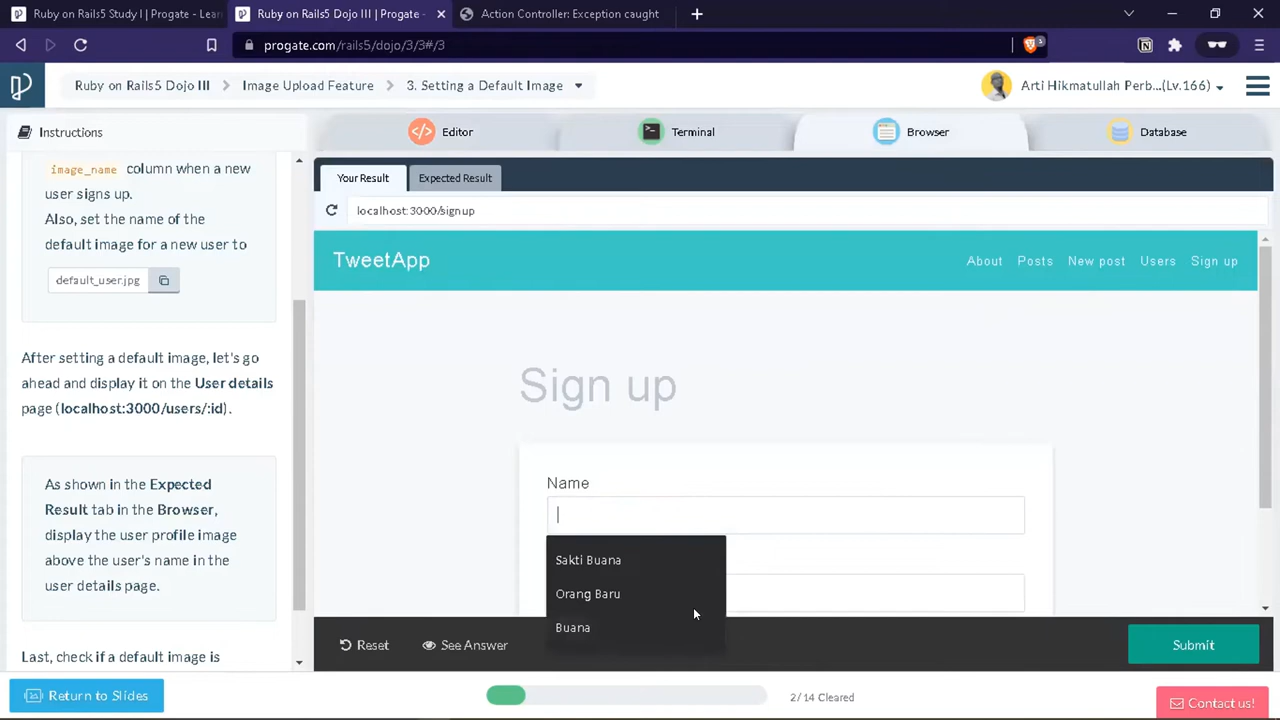 Ruby on Rails5 Study I | Progate - Learn
Ruby on Rails5 Dojo III | Progate -
Action Controller: Exception caught
progate.com/rails5/dojo/3/3#/3
Ruby on Rails5 Dojo III
Image Upload Feature
3. Setting a Default Image
Arti Hikmatullah Perb...(Lv.166)
Instructions
Editor
Terminal
Browser
Database
image_name column when a new
user signs up.
Also, set the name of the
default image for a new user to
default_user.jpg
After setting a default image, let's go
ahead and display it on the User details
page (localhost:3000/users/:id).
As shown in the Expected
Result tab in the Browser,
display the user profile image
above the user's name in the
user details page.
Last, check if a default image is
Your Result
Expected Result
localhost:3000/signup
TweetApp
About
Posts
New post
Users
Sign up
Sign up
Name
Sakti Buana
Orang Baru
Buana
Reset
See Answer
Submit
Return to Slides
2/14 Cleared
Contact us!